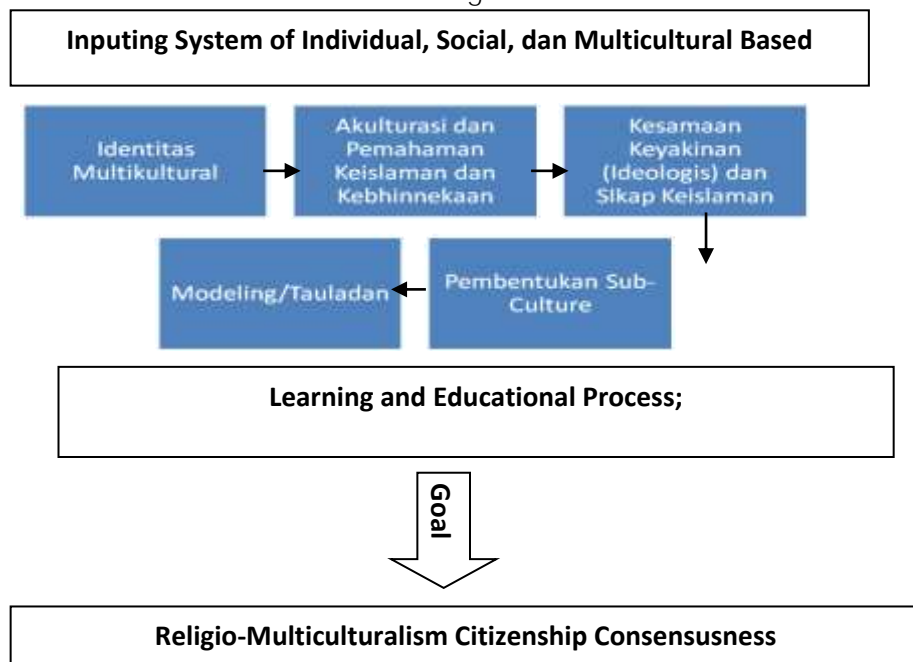 Inputing System of Individual, Social, dan Multicultural Based
Identitas
Multikultural
Akulturasi dan
Pemahaman
Keislaman dan
Kebhinnekaan
Kesamaan
Keyakinan
(Ideologis) dan
Sikap Keislaman
Modeling/Tauladan
Pembentukan Sub-
Culture
Learning and Educational Process;
Goal
Religio-Multiculturalism Citizenship Consensusness